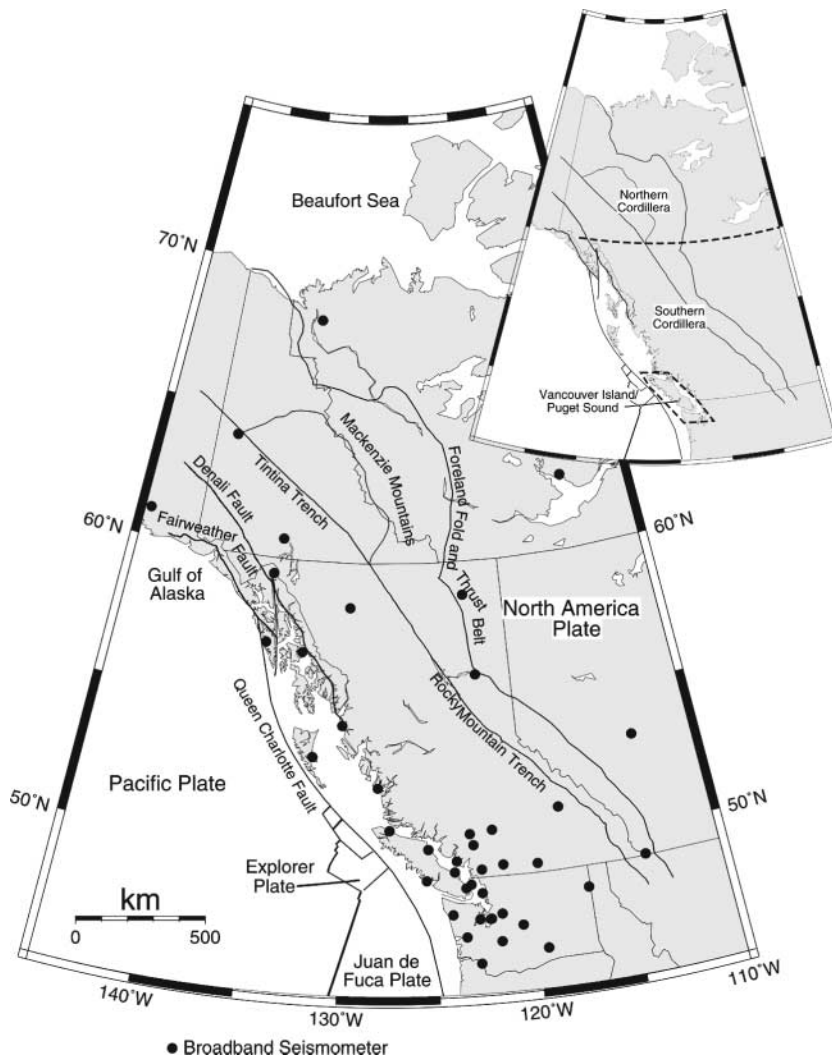 Northern
Cordillera
Southern
Cordillera
Vancouver Island/
Puget Sound
Beaufort Sea
70°N
60°N
50°N
Mackenzie Mountains
Tintina Trench
Denali Fault
Fairweather
Fault
Gulf of
Alaska
Foreland Fold and
Thrust
Belt
60°N
North America
Plate
Rocky Mountain Trench
Queen Charlotte Fault
Pacific Plate
50°N
Explorer
Plate
km
0
500
Juan de
Fuca Plate
140°W
130°W
120°W
110°W
Broadband Seismometer